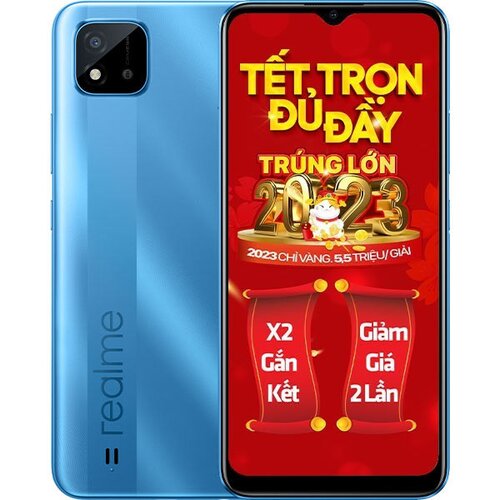 realme
TẾT TRỌN
ĐỦ ĐẦY
TRÚNG LỚN
2023
2023 CHỈ VÀNG. 5,5 TRIỆU/GIẢI
X2
Gắn
Kết
Giảm
Giá
2 Lần